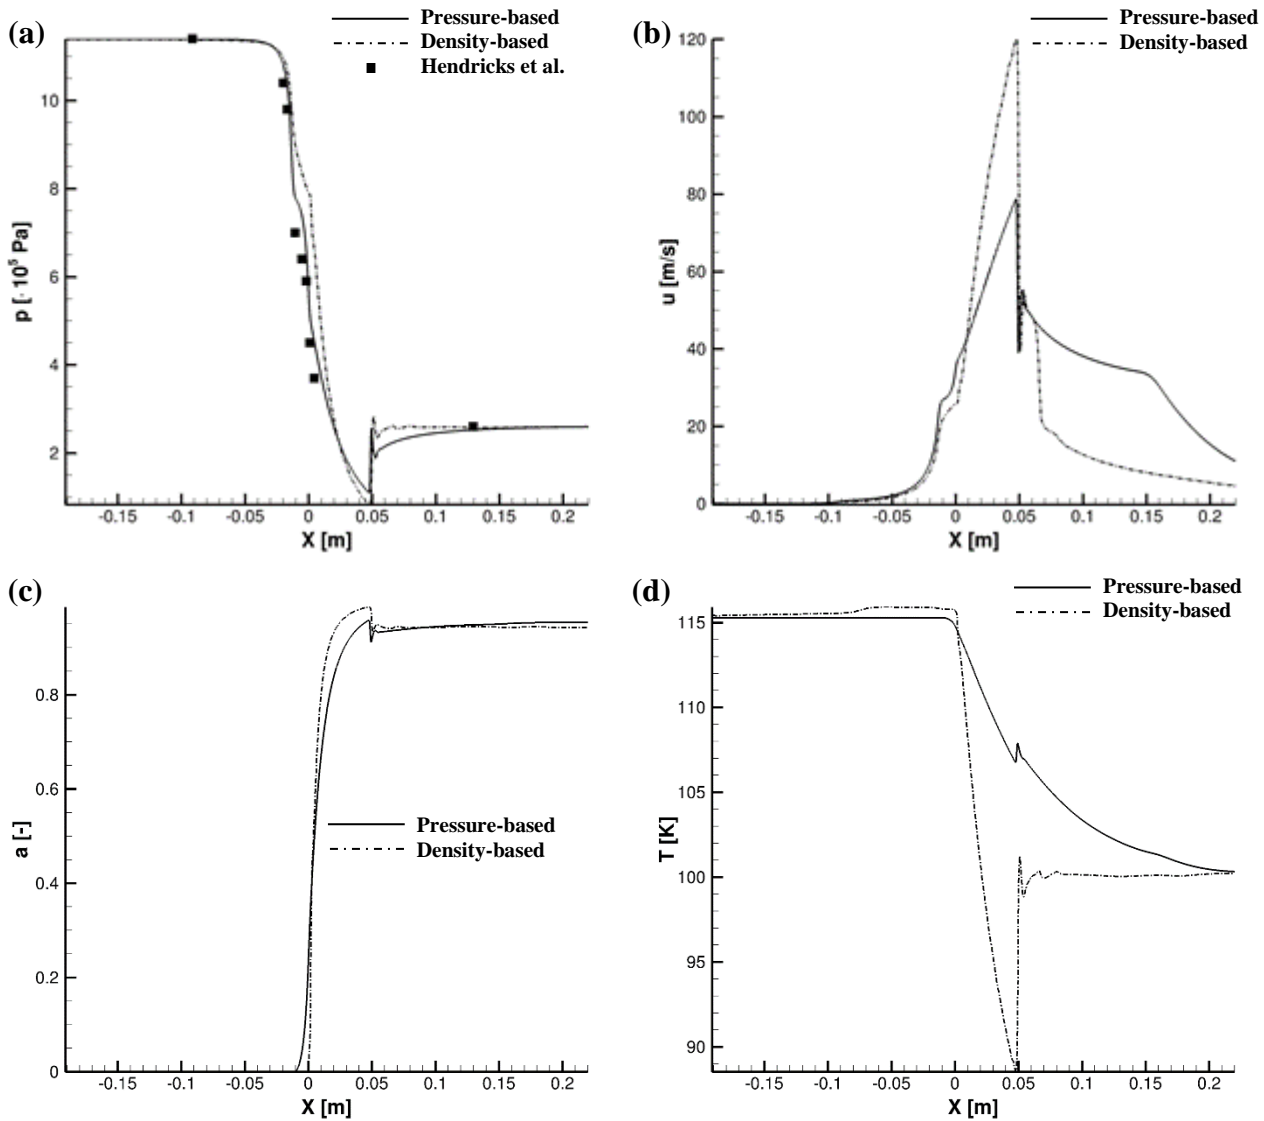 (a)
Pressure-based
Density-based
Hendricks et al.
10
8
6
4
2
p [·10⁵ Pa]
-0.15 -0.1 -0.05 0 0.05 0.1 0.15 0.2
X [m]
(b)
Pressure-based
Density-based
120
100
80
60
40
20
0
u [m/s]
-0.15 -0.1 -0.05 0 0.05 0.1 0.15 0.2
X [m]
(c)
0.8
0.6
0.4
0.2
0
a [-]
Pressure-based
Density-based
-0.15 -0.1 -0.05 0 0.05 0.1 0.15 0.2
X [m]
(d)
Pressure-based
Density-based
115
110
105
100
95
90
T [K]
-0.15 -0.1 -0.05 0 0.05 0.1 0.15 0.2
X [m]